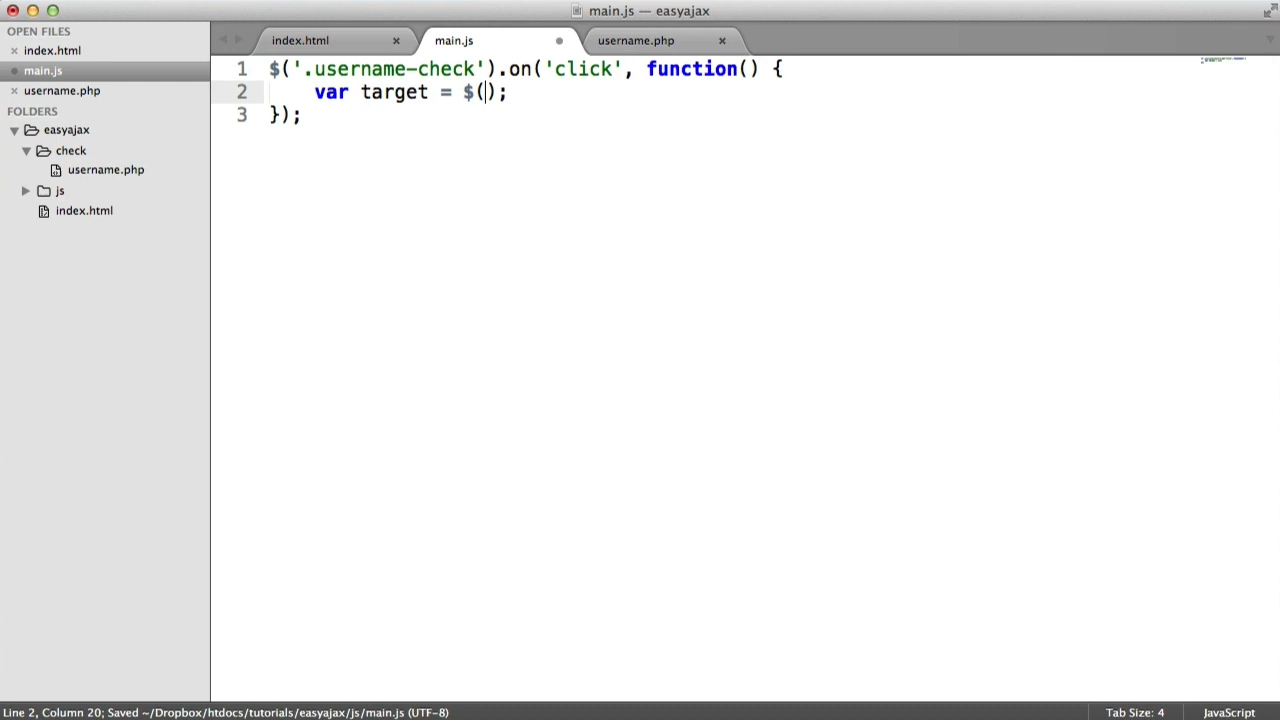 main.js — easyajax
OPEN FILES
index.html
main.js
username.php
FOLDERS
easyajax
check
username.php
js
index.html
index.html
main.js
username.php
1 $('.username-check').on('click', function() {
2 var target = $();
3 });
Line 2, Column 20; Saved ~/Dropbox/htdocs/tutorials/easyajax/js/main.js (UTF-8)
Tab Size: 4
JavaScript